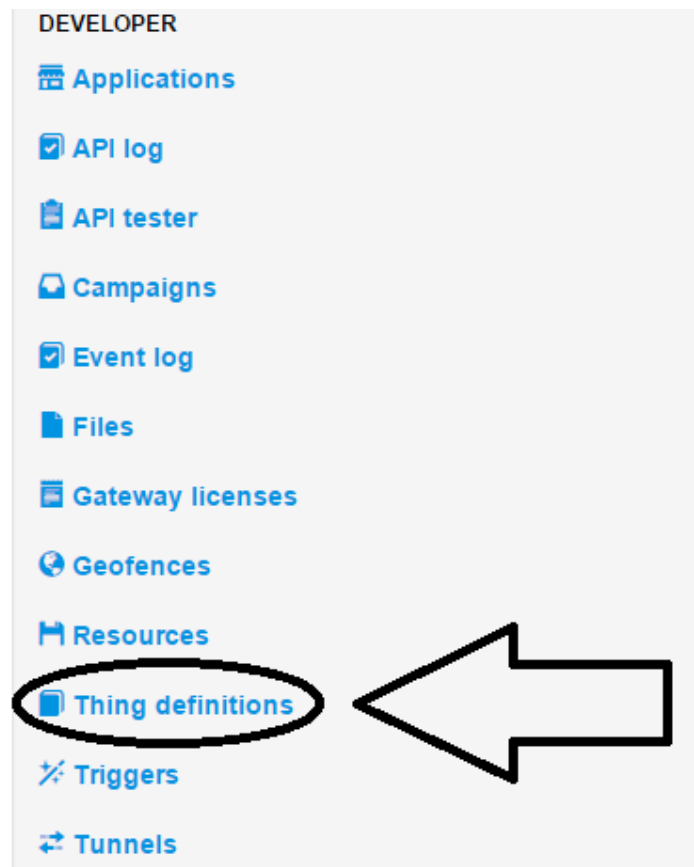 DEVELOPER
Applications
API log
API tester
Campaigns
Event log
Files
Gateway licenses
Geofences
Resources
Thing definitions
Triggers
Tunnels